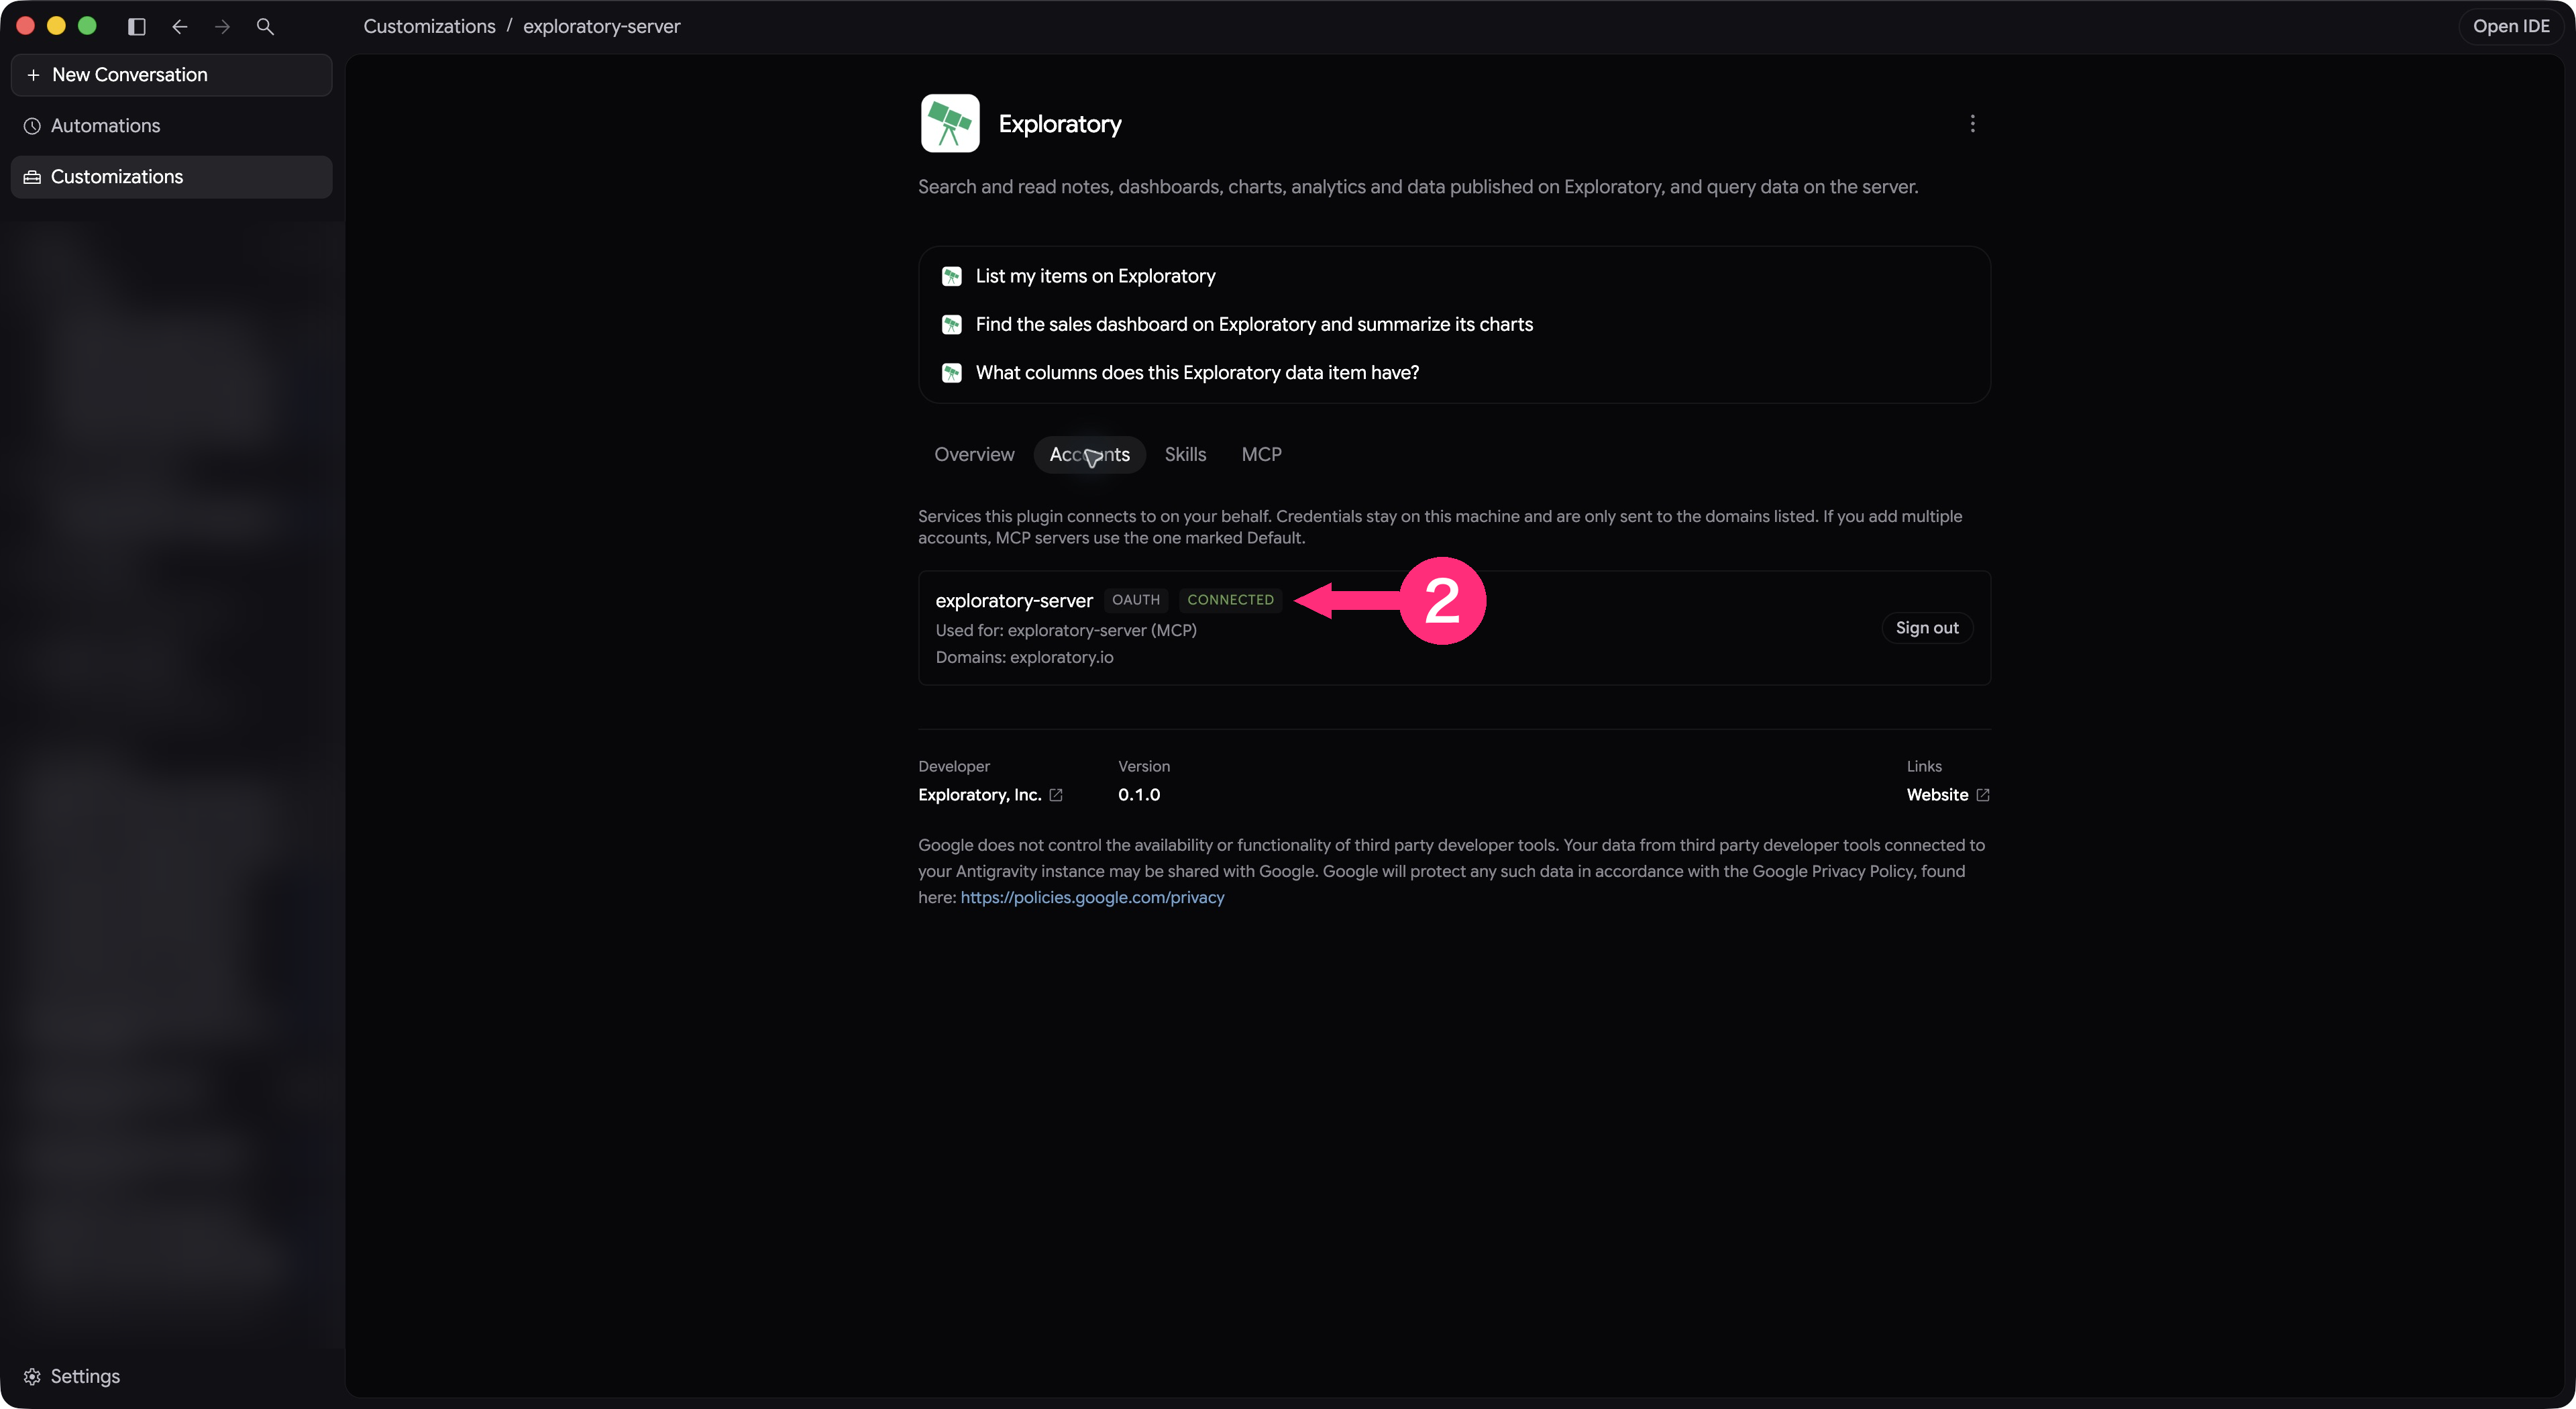 Customizations / exploratory-server
Open IDE
New Conversation
Automations
Customizations
Exploratory
Search and read notes, dashboards, charts, analytics and data published on Exploratory, and query data on the server.
List my items on Exploratory
Find the sales dashboard on Exploratory and summarize its charts
What columns does this Exploratory data item have?
Overview Accounts Skills MCP
Services this plugin connects to on your behalf. Credentials stay on this machine and are only sent to the domains listed. If you add multiple
accounts, MCP servers use the one marked Default.
exploratory-server OAUTH CONNECTED
2
Used for: exploratory-server (MCP)
Domains: exploratory.io
Sign out
Developer Version Links
Exploratory, Inc. 0.1.0 Website
Google does not control the availability or functionality of third party developer tools. Your data from third party developer tools connected to
your Antigravity instance may be shared with Google. Google will protect any such data in accordance with the Google Privacy Policy, found
here: https://policies.google.com/privacy
Settings